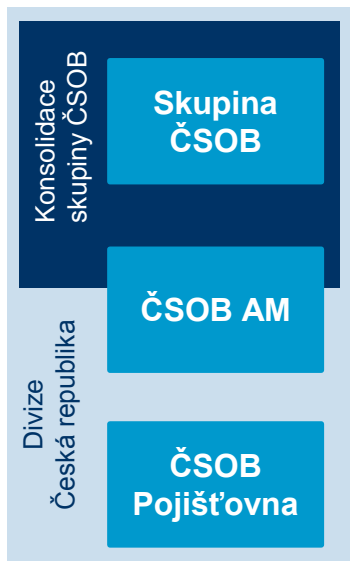 Konsolidace
skupiny ČSOB
Skupina
ČSOB
ČSOB AM
Divize
Česká republika
ČSOB
Pojišťovna